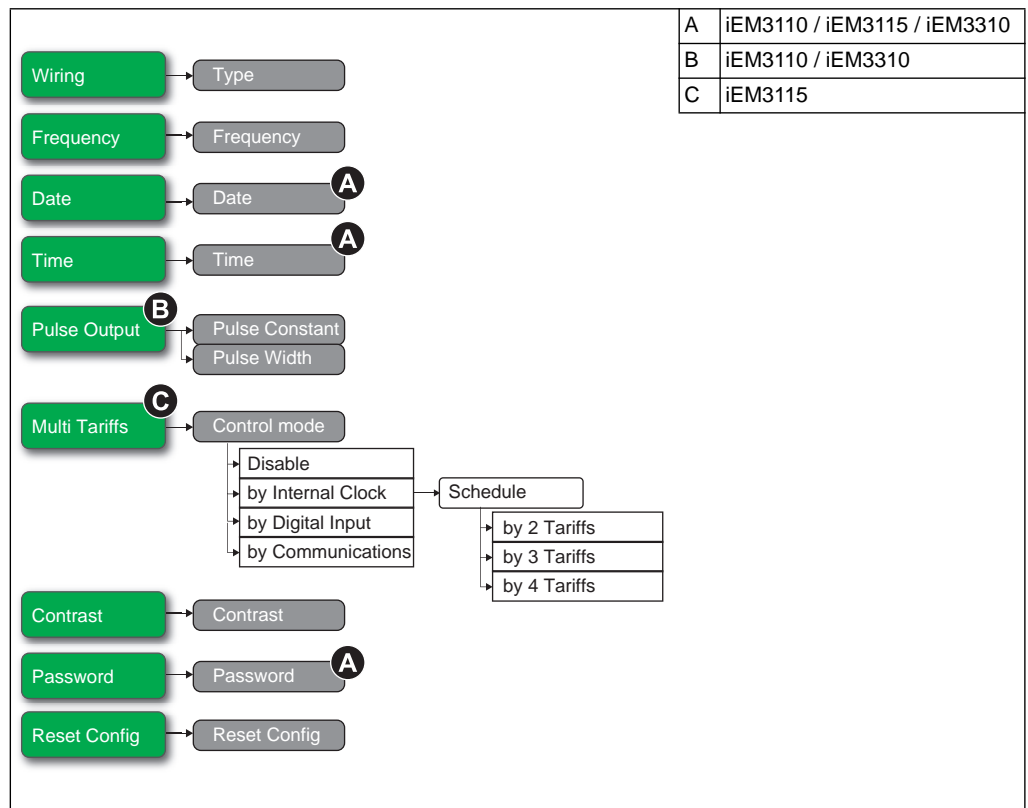 A iEM3110 / iEM3115 / iEM3310
B iEM3110 / iEM3310
C iEM3115
Wiring Type
Frequency Frequency
Date Date A
Time Time A
Pulse Output B Pulse Constant
Pulse Width
Multi Tariffs C Control mode
Disable
by Internal Clock Schedule
by Digital Input by 2 Tariffs
by Communications by 3 Tariffs
by 4 Tariffs
Contrast Contrast
Password Password A
Reset Config Reset Config